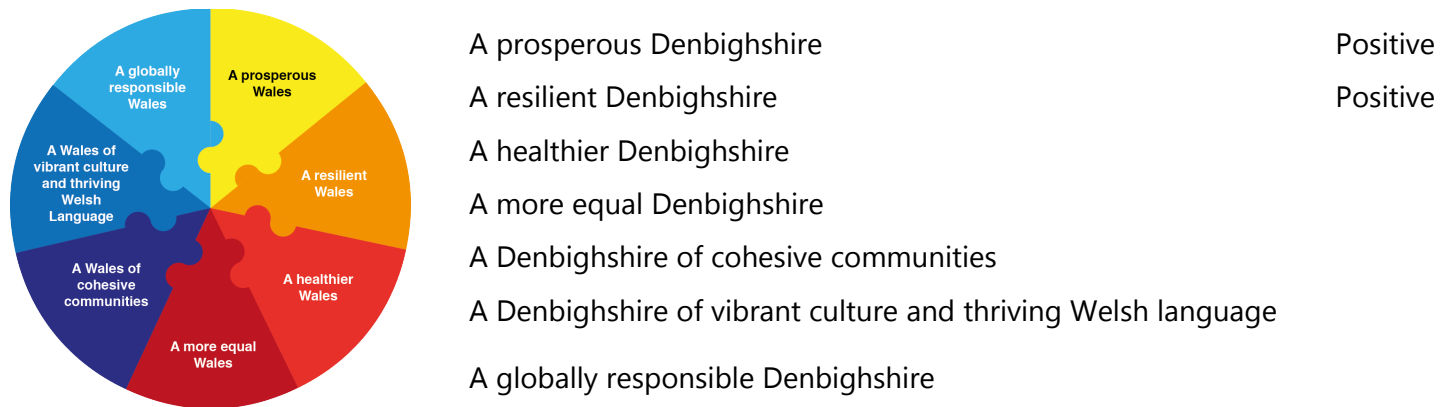 A globally
responsible
Wales
A prosperous
Wales
A resilient
Wales
A healthier
Wales
A more equal
Wales
A Wales of
cohesive
communities
A Wales of
vibrant culture
and thriving
Welsh
Language
A prosperous Denbighshire Positive
A resilient Denbighshire Positive
A healthier Denbighshire
A more equal Denbighshire
A Denbighshire of cohesive communities
A Denbighshire of vibrant culture and thriving Welsh language
A globally responsible Denbighshire